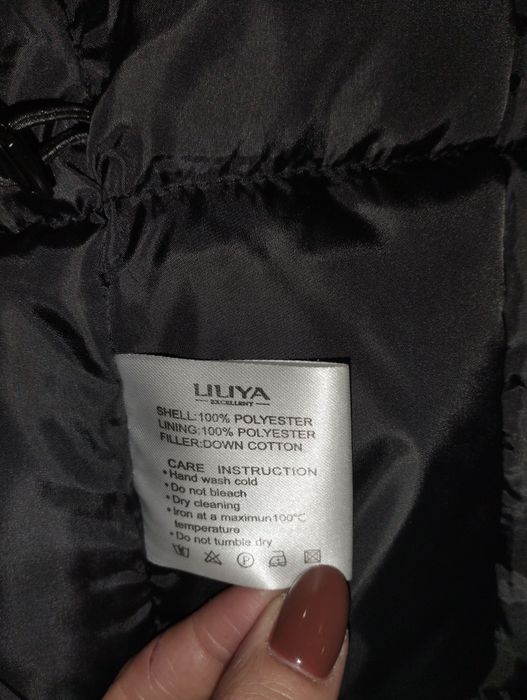 LILIYA
EXCELLENT
SHELL:100% POLYESTER
LINING:100% POLYESTER
FILLER:DOWN COTTON
CARE INSTRUCTION
• Hand wash cold
• Do not bleach
• Dry cleaning
• Iron at a maximun100°C
temperature
• Do not tumble dry
P